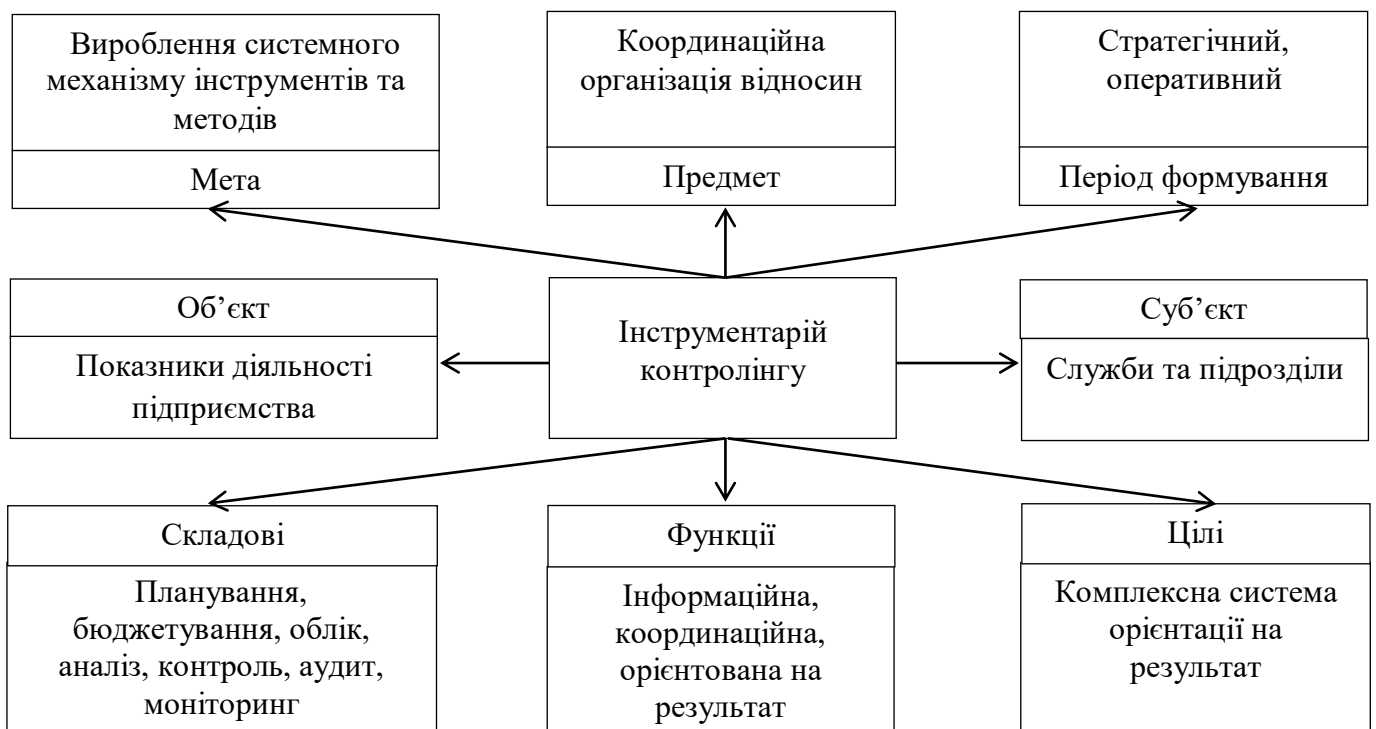 Вироблення системного
механізму інструментів та
методів
Мета
Координаційна
організація відносин
Предмет
Стратегічний,
оперативний
Період формування
Об’єкт
Показники діяльності
підприємства
Інструментарій
контролінгу
Суб’єкт
Служби та підрозділи
Складові
Планування,
бюджетування, облік,
аналіз, контроль, аудит,
моніторинг
Функції
Інформаційна,
координаційна,
орієнтована на
результат
Цілі
Комплексна система
орієнтації на
результат